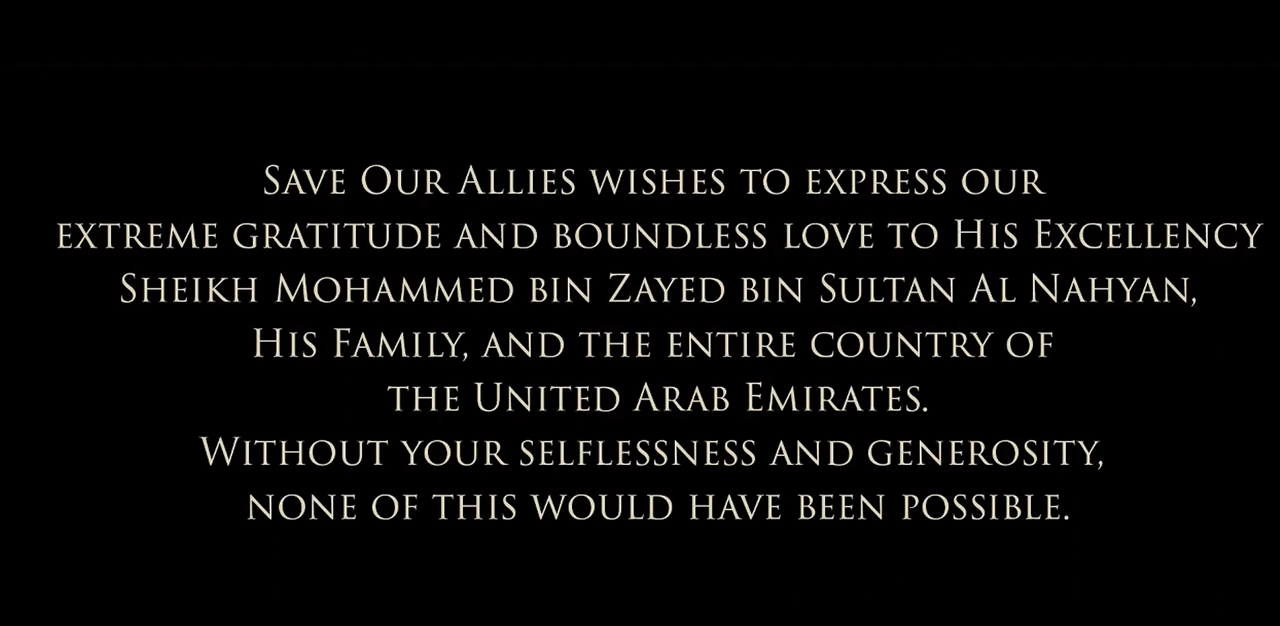 Save Our Allies wishes to express our
extreme gratitude and boundless love to His Excellency
Sheikh Mohammed bin Zayed bin Sultan Al Nahyan,
His Family, and the entire country of
the United Arab Emirates.
Without your selflessness and generosity,
none of this would have been possible.